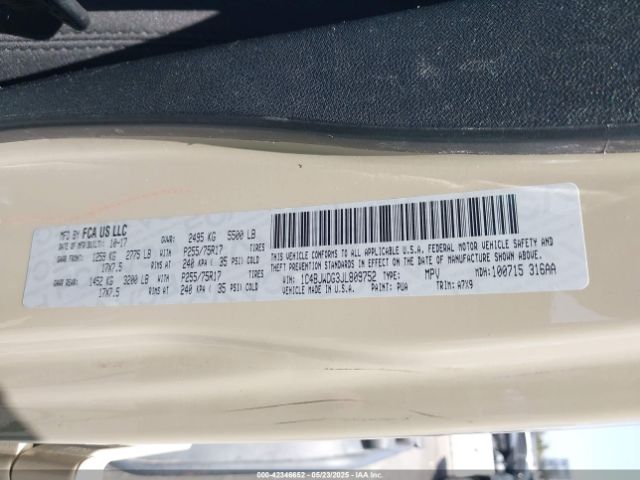 MFD BY FCA US LLC
DATE OF MFR/BUILT: 10-17 GVWR: 2495 KG 5500 LB
GAWR FRONT: 1259 KG 2775 LB WITH P255/75R17 TIRES
17X7.5 RIMS AT 240 KPA ( 35 PSI) COLD
GAWR REAR: 1452 KG 3200 LB WITH P255/75R17 TIRES
17X7.5 RIMS AT 240 KPA ( 35 PSI) COLD
THIS VEHICLE CONFORMS TO ALL APPLICABLE U.S.A. FEDERAL MOTOR VEHICLE SAFETY AND
THEFT PREVENTION STANDARDS IN EFFECT ON THE DATE OF MANUFACTURE SHOWN ABOVE.
VIN: 1C4BJWDG3JL809752 TYPE: MPV MDH: 100715 316AA
PAINT: PUA TRIM: A7X9
000-42346652 - 05/23/2025 - IAA Inc.